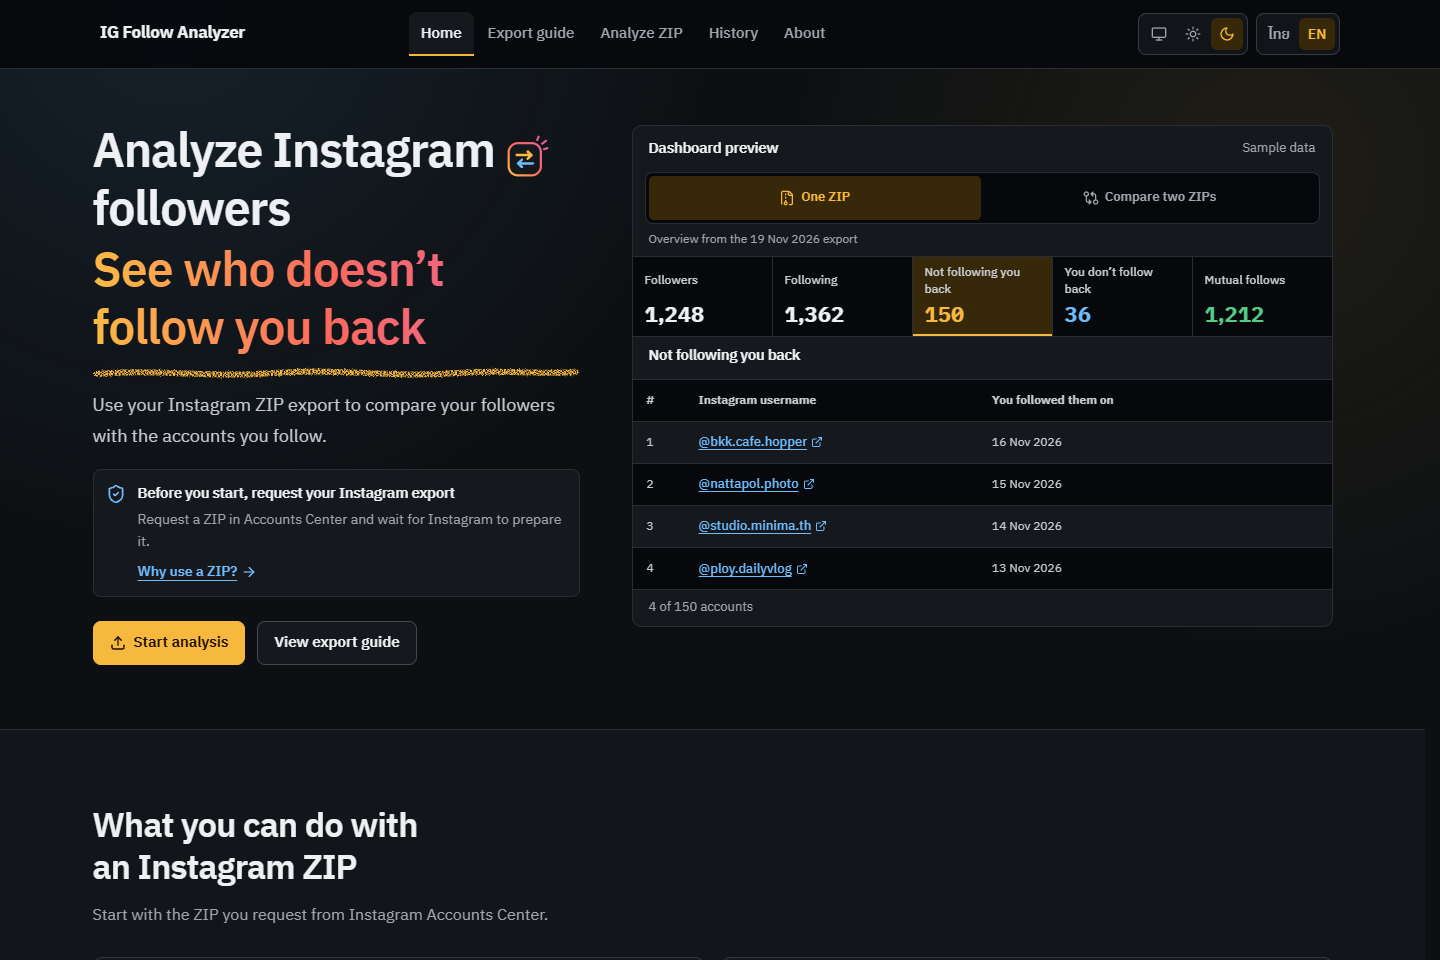 IG Follow Analyzer
Home
Export guide
Analyze ZIP
History
About
ไทย
EN
Analyze Instagram
followers
See who doesn’t
follow you back
Use your Instagram ZIP export to compare your followers
with the accounts you follow.
Before you start, request your Instagram export
Request a ZIP in Accounts Center and wait for Instagram to prepare
it.
Why use a ZIP?
Start analysis
View export guide
Dashboard preview
Sample data
One ZIP
Compare two ZIPs
Overview from the 19 Nov 2026 export
Followers
1,248
Following
1,362
Not following you
back
150
You don’t follow
back
36
Mutual follows
1,212
Not following you back
# Instagram username You followed them on
1 @bkk.cafe.hopper 16 Nov 2026
2 @nattapol.photo 15 Nov 2026
3 @studio.minima.th 14 Nov 2026
4 @ploy.dailyvlog 13 Nov 2026
4 of 150 accounts
What you can do with
an Instagram ZIP
Start with the ZIP you request from Instagram Accounts Center.